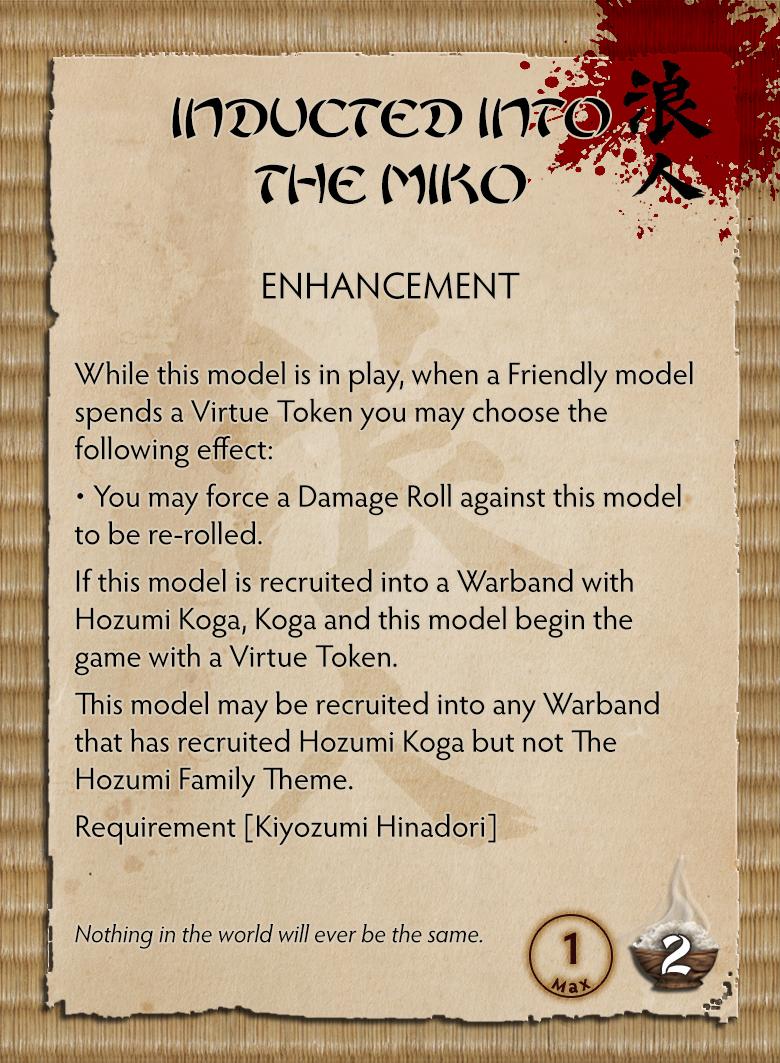 INDUCTED INTO
THE MIKO
浪
人
ENHANCEMENT
While this model is in play, when a Friendly model
spends a Virtue Token you may choose the
following effect:
• You may force a Damage Roll against this model
to be re-rolled.
If this model is recruited into a Warband with
Hozumi Koga, Koga and this model begin the
game with a Virtue Token.
This model may be recruited into any Warband
that has recruited Hozumi Koga but not The
Hozumi Family Theme.
Requirement [Kiyozumi Hinadori]
Nothing in the world will ever be the same.
1
Max
2